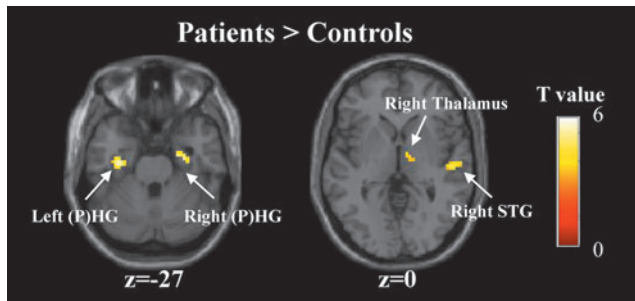 Patients > Controls
Right Thalamus
T value
6
Left (P)HG
Right (P)HG
Right STG
0
z=-27
z=0